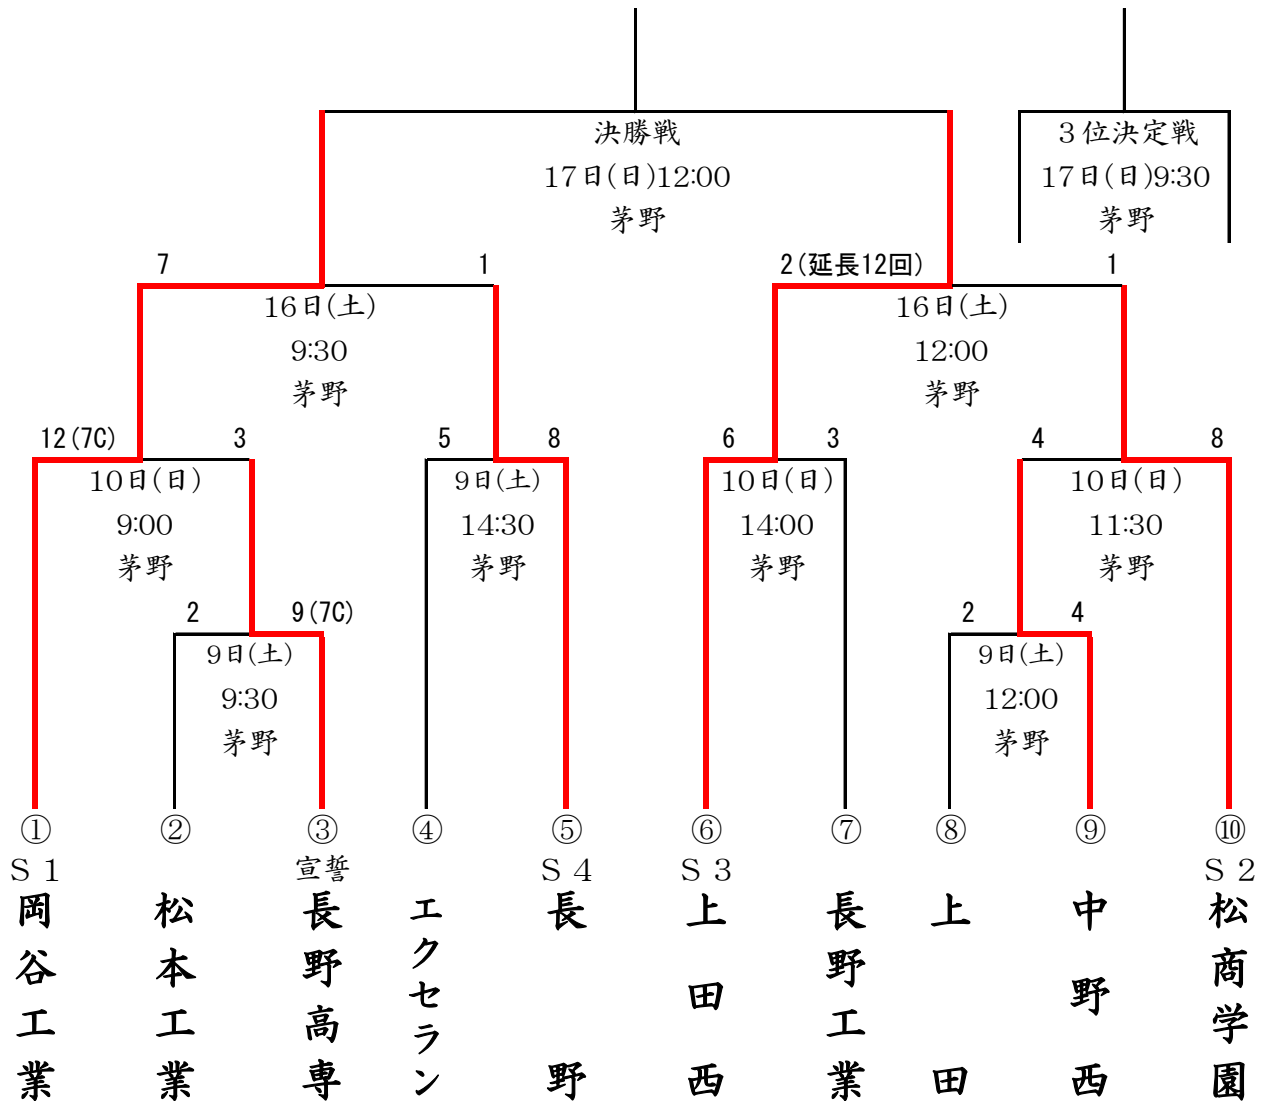 決勝戦
17日(日)12:00
茅野
3位決定戦
17日(日)9:30
茅野
7
1
2(延長12回)
1
16日(土)
9:30
茅野
16日(土)
12:00
茅野
12(7C)
3
5
8
6
3
4
8
10日(日)
9:00
茅野
9日(土)
14:30
茅野
10日(日)
14:00
茅野
10日(日)
11:30
茅野
2
9(7C)
2
4
9日(土)
9:30
茅野
9日(土)
12:00
茅野
①
S1
岡谷工業
②
松本工業
③
宣誓
長野高専
④
エクセラン
⑤
S4
長野
⑥
S3
上田西
⑦
長野工業
⑧
上田
⑨
中野西
⑩
S2
松商学園